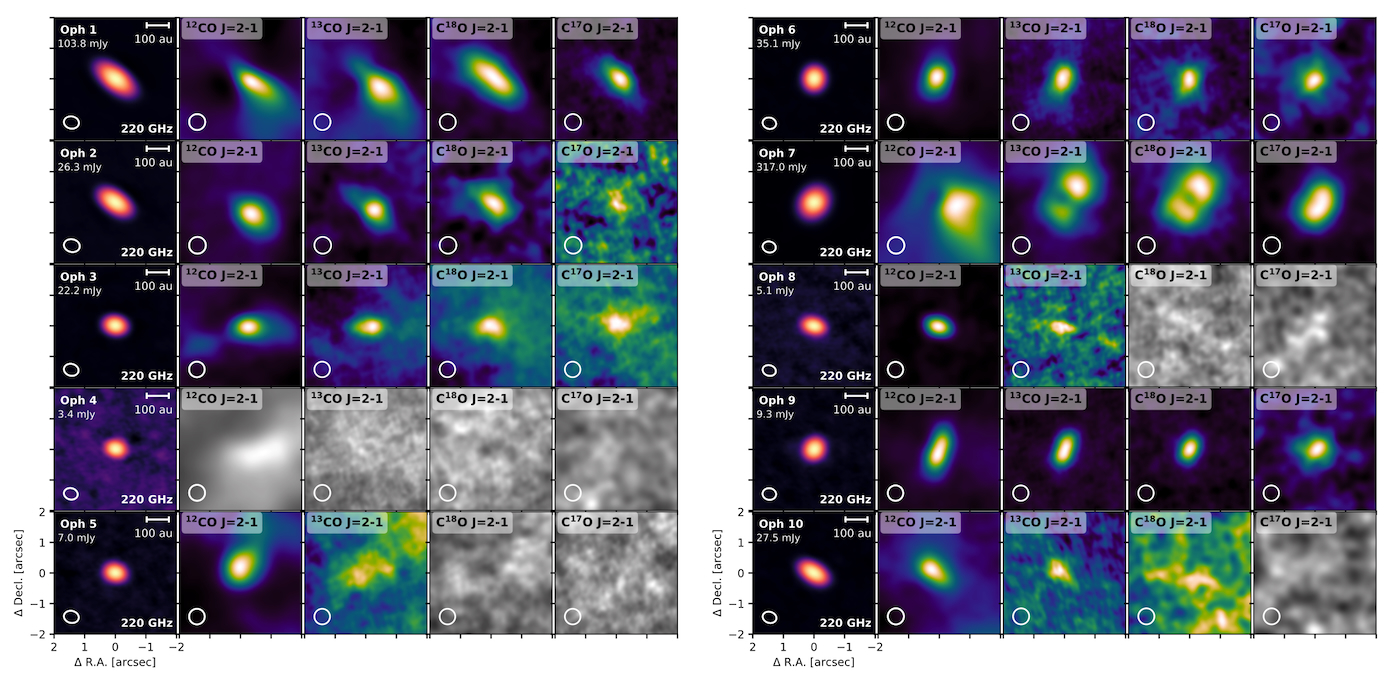 Oph 1
103.8 mJy
100 au
220 GHz
¹²CO J=2-1
¹³CO J=2-1
C¹⁸O J=2-1
C¹⁷O J=2-1
Oph 6
35.1 mJy
100 au
220 GHz
¹²CO J=2-1
¹³CO J=2-1
C¹⁸O J=2-1
C¹⁷O J=2-1
Oph 2
26.3 mJy
100 au
220 GHz
¹²CO J=2-1
¹³CO J=2-1
C¹⁸O J=2-1
C¹⁷O J=2-1
Oph 7
317.0 mJy
100 au
220 GHz
¹²CO J=2-1
¹³CO J=2-1
C¹⁸O J=2-1
C¹⁷O J=2-1
Oph 3
22.2 mJy
100 au
220 GHz
¹²CO J=2-1
¹³CO J=2-1
C¹⁸O J=2-1
C¹⁷O J=2-1
Oph 8
5.1 mJy
100 au
220 GHz
¹²CO J=2-1
¹³CO J=2-1
C¹⁸O J=2-1
C¹⁷O J=2-1
Oph 4
3.4 mJy
100 au
220 GHz
¹²CO J=2-1
¹³CO J=2-1
C¹⁸O J=2-1
C¹⁷O J=2-1
Oph 9
9.3 mJy
100 au
220 GHz
¹²CO J=2-1
¹³CO J=2-1
C¹⁸O J=2-1
C¹⁷O J=2-1
Oph 5
7.0 mJy
100 au
220 GHz
¹²CO J=2-1
¹³CO J=2-1
C¹⁸O J=2-1
C¹⁷O J=2-1
Oph 10
27.5 mJy
100 au
220 GHz
¹²CO J=2-1
¹³CO J=2-1
C¹⁸O J=2-1
C¹⁷O J=2-1
2
1
0
−1
−2
Δ Decl. [arcsec]
2 1 0 −1 −2
Δ R.A. [arcsec]
2
1
0
−1
−2
Δ Decl. [arcsec]
2 1 0 −1 −2
Δ R.A. [arcsec]